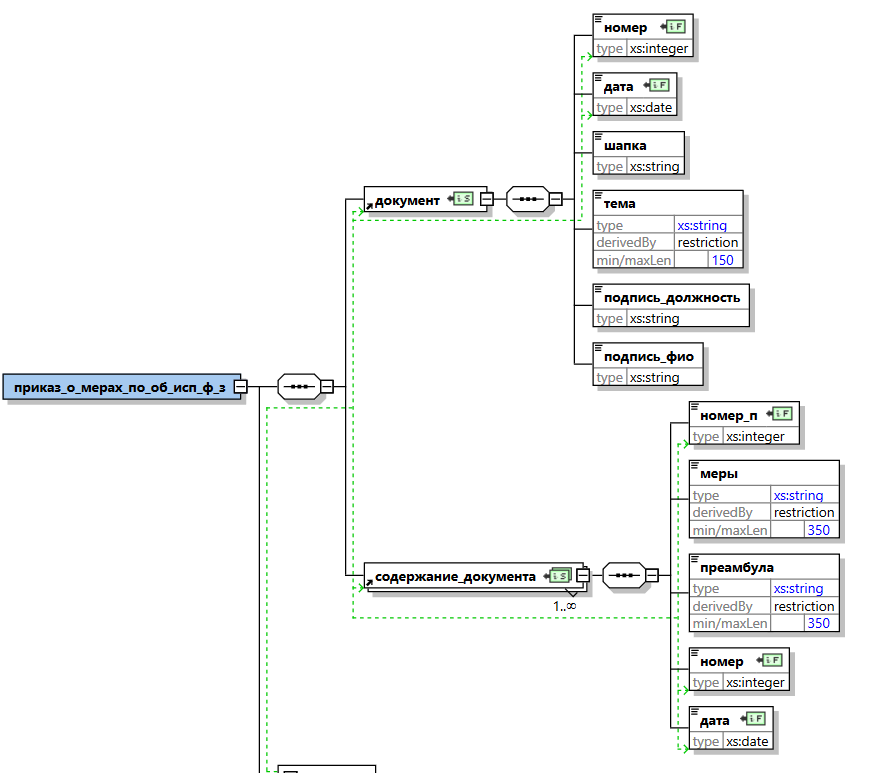 номер
type xs:integer
дата
type xs:date
шапка
type xs:string
документ
тема
type xs:string
derivedBy restriction
min/maxLen 150
подпись_должность
type xs:string
подпись_фио
type xs:string
приказ_о_мерах_по_об_исп_ф_з
номер_п
type xs:integer
меры
type xs:string
derivedBy restriction
min/maxLen 350
содержание_документа
1..∞
преамбула
type xs:string
derivedBy restriction
min/maxLen 350
номер
type xs:integer
дата
type xs:date